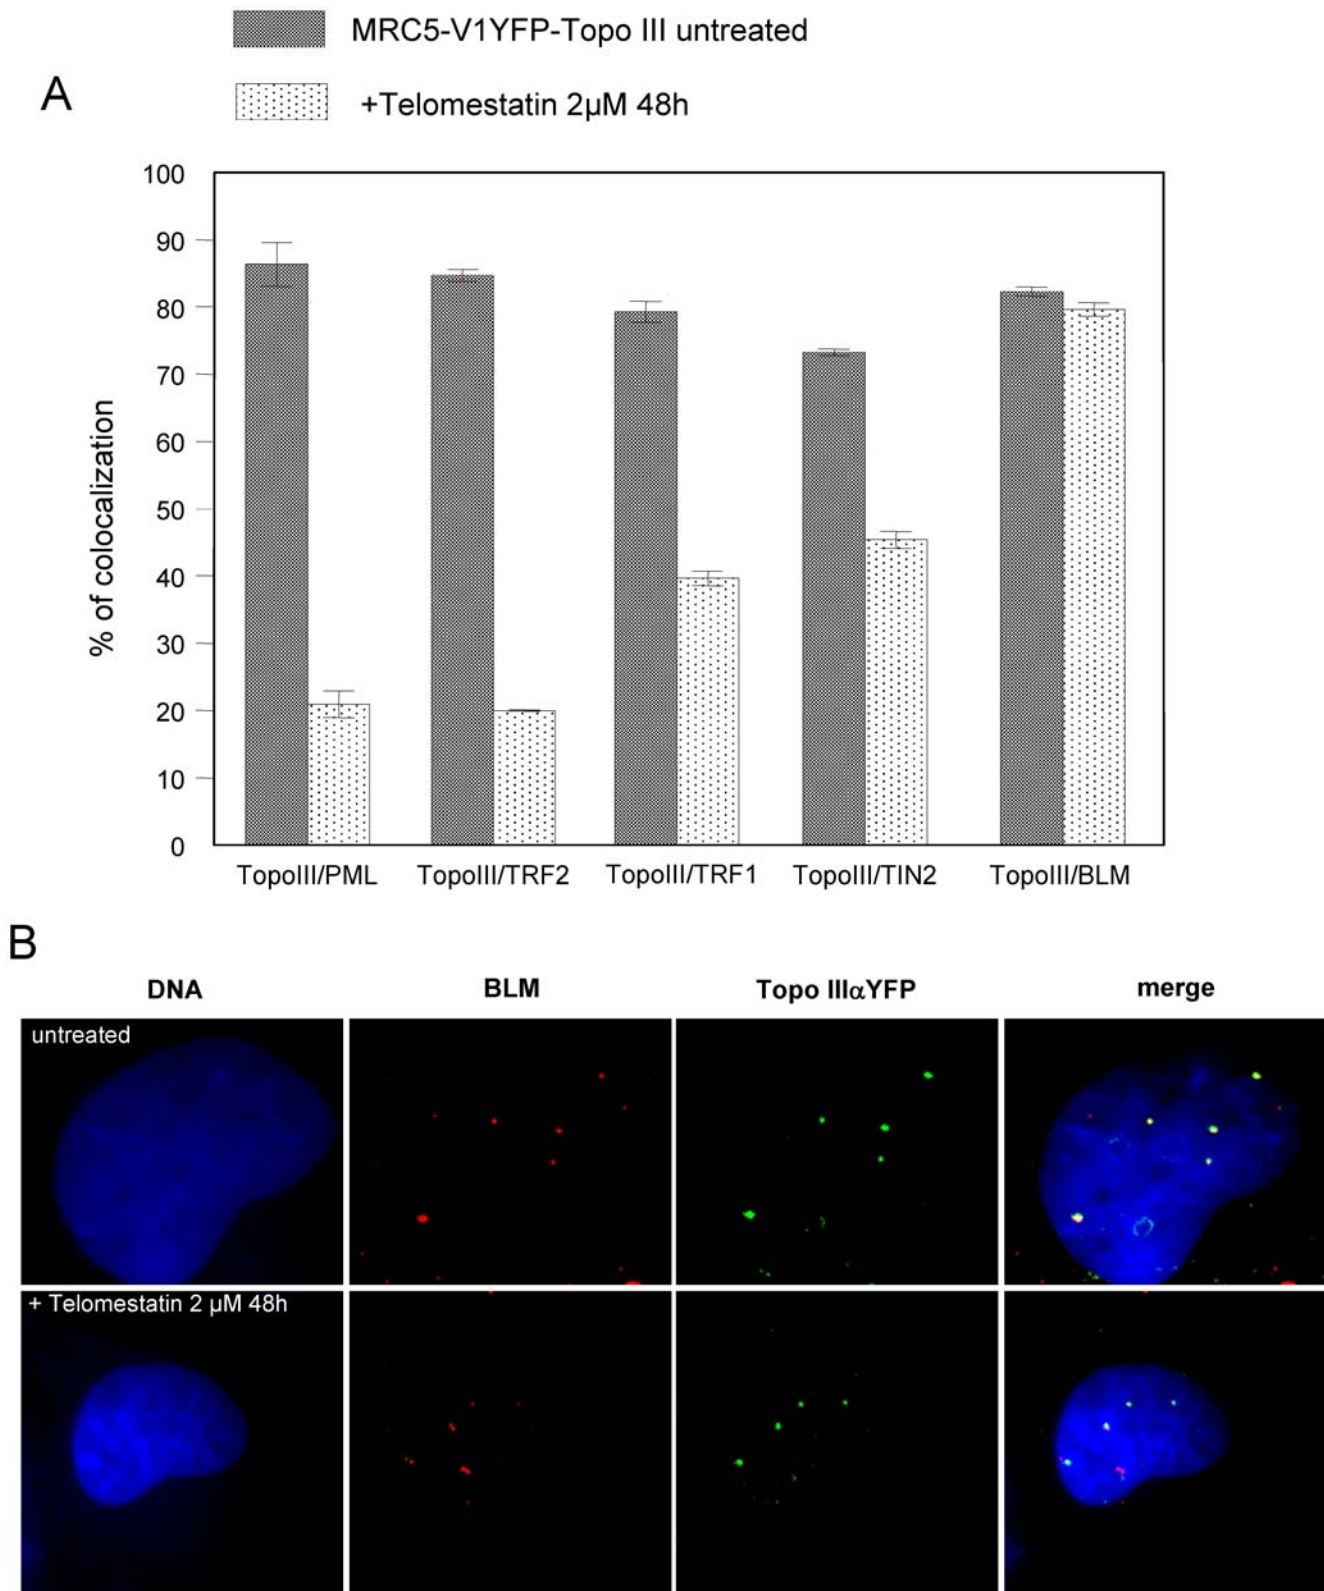 MRC5-V1YFP-Topo III untreated
A
+Telomestatin 2μM 48h
100
90
80
70
60
50
40
30
20
10
0
% of colocalization
TopoIII/PML
TopoIII/TRF2
TopoIII/TRF1
TopoIII/TIN2
TopoIII/BLM
B
DNA
BLM
Topo IIIαYFP
merge
untreated
+ Telomestatin 2 μM 48h